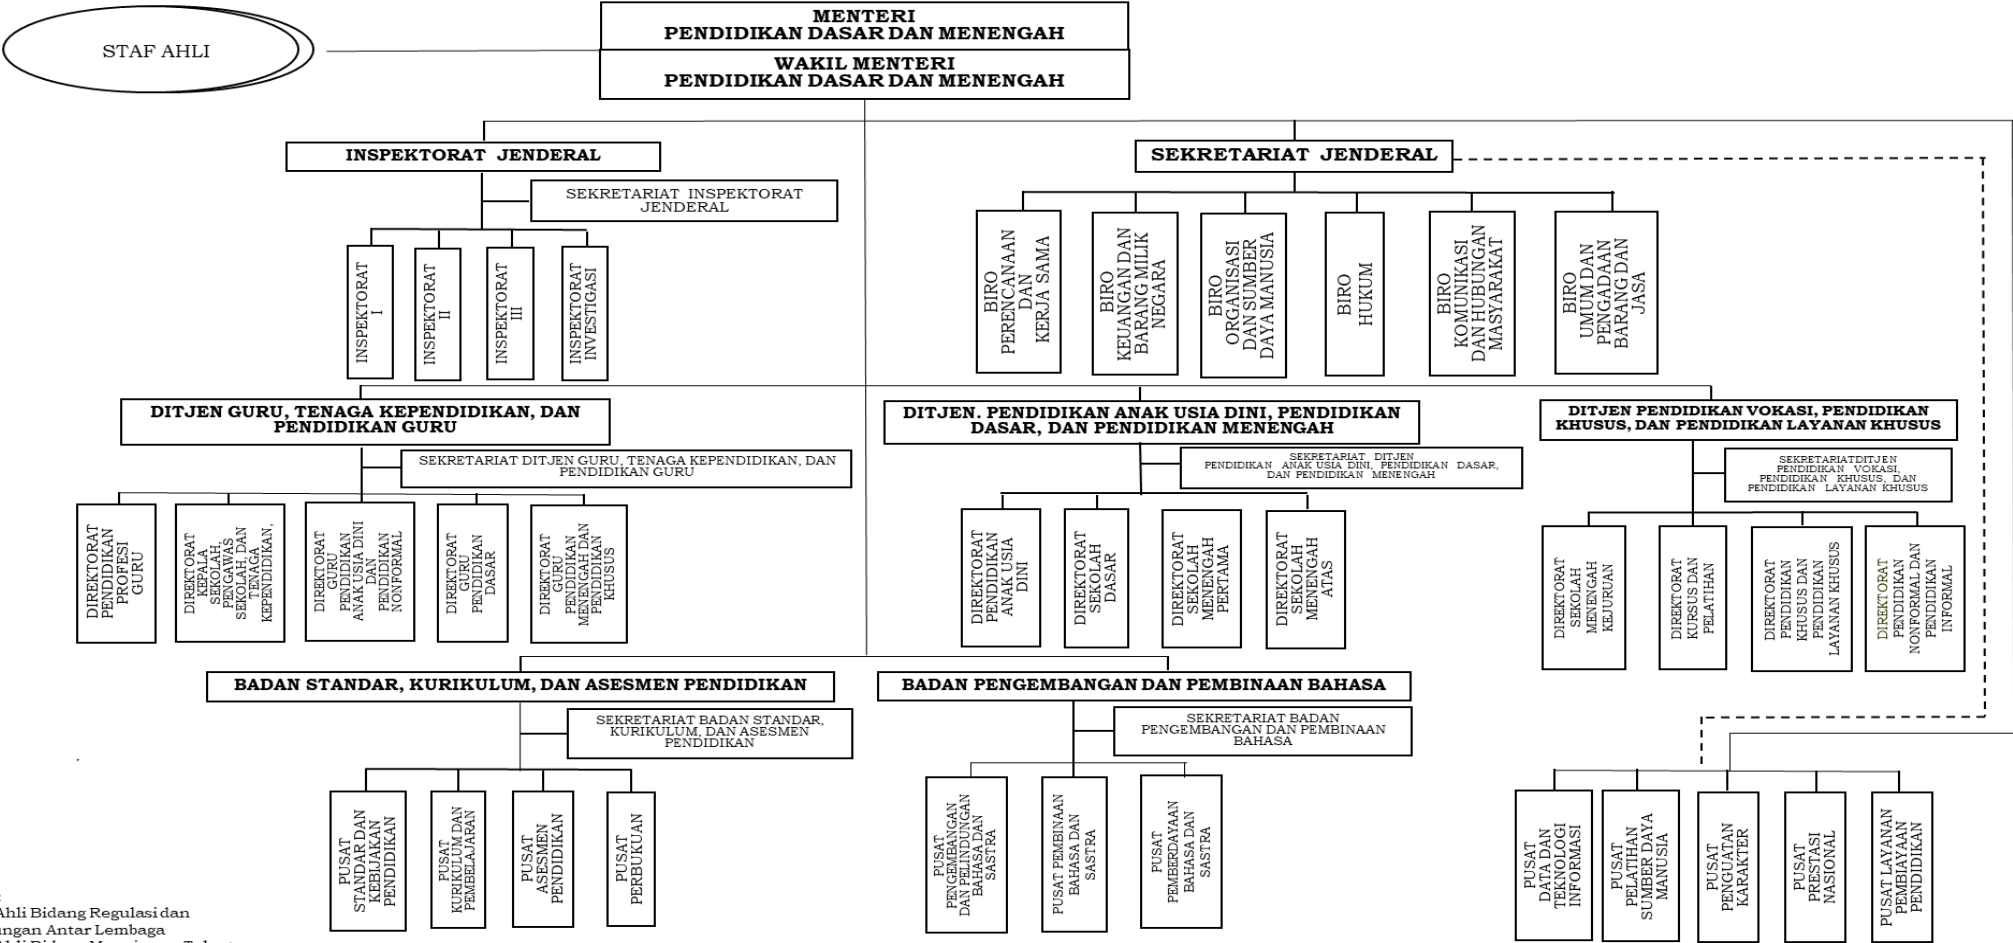 MENTERI
PENDIDIKAN DASAR DAN MENENGAH
STAF AHLI
WAKIL MENTERI
PENDIDIKAN DASAR DAN MENENGAH
INSPEKTORAT JENDERAL
SEKRETARIAT JENDERAL
SEKRETARIAT INSPEKTORAT
JENDERAL
INSPEKTORAT
I
INSPEKTORAT
II
INSPEKTORAT
III
INSPEKTORAT
INVESTIGASI
BIRO
PERENCANAAN
DAN
KERJA SAMA
BIRO
KEUANGAN DAN
BARANG MILIK
NEGARA
BIRO
ORGANISASI
DAN SUMBER
DAYA MANUSIA
BIRO
HUKUM
BIRO
KOMUNIKASI
DAN HUBUNGAN
MASYARAKAT
BIRO
UMUM DAN
PENGADAAN
BARANG DAN
JASA
DITJEN GURU, TENAGA KEPENDIDIKAN, DAN
PENDIDIKAN GURU
DITJEN. PENDIDIKAN ANAK USIA DINI, PENDIDIKAN
DASAR, DAN PENDIDIKAN MENENGAH
DITJEN PENDIDIKAN VOKASI, PENDIDIKAN
KHUSUS, DAN PENDIDIKAN LAYANAN KHUSUS
SEKRETARIAT DITJEN GURU, TENAGA KEPENDIDIKAN, DAN
PENDIDIKAN GURU
SEKRETARIAT DITJEN
PENDIDIKAN ANAK USIA DINI, PENDIDIKAN DASAR,
DAN PENDIDIKAN MENENGAH
SEKRETARIATDITJEN
PENDIDIKAN VOKASI,
PENDIDIKAN KHUSUS, DAN
PENDIDIKAN LAYANAN KHUSUS
DIREKTORAT
PENDIDIKAN
PROFESI
GURU
DIREKTORAT
KEPALA
SEKOLAH,
PENGAWAS
SEKOLAH, DAN
TENAGA
KEPENDIDIKAN,
DIREKTORAT
GURU
PENDIDIKAN
ANAK USIA DINI
DAN
PENDIDIKAN
NONFORMAL
DIREKTORAT
GURU
PENDIDIKAN
DASAR
DIREKTORAT
GURU
PENDIDIKAN
MENENGAH DAN
PENDIDIKAN
KHUSUS
DIREKTORAT
PENDIDIKAN
ANAK USIA
DINI
DIREKTORAT
SEKOLAH
DASAR
DIREKTORAT
SEKOLAH
MENENGAH
PERTAMA
DIREKTORAT
SEKOLAH
MENENGAH
ATAS
DIREKTORAT
SEKOLAH
MENENGAH
KEJURUAN
DIREKTORAT
KURSUS DAN
PELATIHAN
DIREKTORAT
PENDIDIKAN
KHUSUS DAN
PENDIDIKAN
LAYANAN KHUSUS
DIREKTORAT
PENDIDIKAN
NONFORMAL DAN
PENDIDIKAN
INFORMAL
BADAN STANDAR, KURIKULUM, DAN ASESMEN PENDIDIKAN
BADAN PENGEMBANGAN DAN PEMBINAAN BAHASA
SEKRETARIAT BADAN STANDAR,
KURIKULUM, DAN ASESMEN
PENDIDIKAN
SEKRETARIAT BADAN
PENGEMBANGAN DAN PEMBINAAN
BAHASA
PUSAT
STANDAR DAN
KEBIJAKAN
PENDIDIKAN
PUSAT
KURIKULUM DAN
PEMBELAJARAN
PUSAT
ASESMEN
PENDIDIKAN
PUSAT
PERBUKUAN
PUSAT
PENGEMBANGAN
DAN PELINDUNGAN
BAHASA DAN
SASTRA
PUSAT PEMBINAAN
BAHASA DAN
SASTRA
PUSAT
PEMBERDAYAAN
BAHASA DAN
SASTRA
PUSAT
DATA DAN
TEKNOLOGI
INFORMASI
PUSAT
PELATIHAN
SUMBER DAYA
MANUSIA
PUSAT
PENGUATAN
KARAKTER
PUSAT
PRESTASI
NASIONAL
PUSAT LAYANAN
PEMBIAYAAN
PENDIDIKAN
Ahli Bidang Regulasi dan
ungan Antar Lembaga